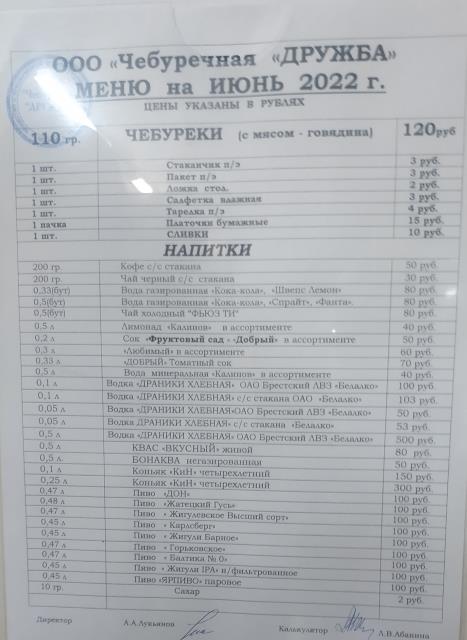 ООО «Чебуречная «ДРУЖБА»
МЕНЮ на ИЮНЬ 2022 г.
ЦЕНЫ УКАЗАНЫ В РУБЛЯХ
110 гр. ЧЕБУРЕКИ (с мясом - говядина) 120руб
1 шт. Стаканчик п/э 3 руб.
1 шт. Пакет п/э 3 руб.
1 шт. Ложка стол. 2 руб.
1 шт. Салфетка влажная 3 руб.
1 шт. Тарелка п/э 4 руб.
1 пачка Платочки бумажные 15 руб.
1 шт. СЛИВКИ 10 руб.
НАПИТКИ
200 гр. Кофе с/с стакана 50 руб.
200 гр. Чай черный с/с стакана 30 руб.
0,33(бут) Вода газированная «Кока-кола», «Швепс Лемон» 80 руб.
0,5(бут) Вода газированная «Кока-кола», «Спрайт», «Фанта». 80 руб.
0,5(бут) Чай холодный "ФЬЮЗ ТИ" 80 руб.
0,5 л Лимонад «Калинов» в ассортименте 40 руб.
0,2 л Сок «Фруктовый сад - «Добрый» в ассортименте 50 руб.
0,3 л «Любимый» в ассортименте 60 руб.
0,33 л «ДОБРЫЙ» Томатный сок 70 руб.
0,5 л Вода минеральная «Калинов» в ассортименте 40 руб.
0,1 л Водка «ДРАНИКИ ХЛЕБНАЯ» ОАО Брестский ЛВЗ «Белалко» 100 руб.
0,1 л Водка «ДРАНИКИ ХЛЕБНАЯ» с/с стакана ОАО «Белалко» 103 руб.
0,05 л Водка «ДРАНИКИ ХЛЕБНАЯ»ОАО Брестский ЛВЗ «Белалко» 50 руб.
0,05 л Водка ДРАНИКИ ХЛЕБНАЯ» с/с стакана «Белалко» 53 руб.
0,5 л Водка «ДРАНИКИ ХЛЕБНАЯ» ОАО Брестский ЛВЗ «Белалко» 500 руб.
0,5 л КВАС «ВКУСНЫЙ» живой 80 руб.
0,5л. БОНАКВА негазированная 50 руб.
0,1 л Коньяк «КиН» четырехлетний 150 руб.
0,25 л Коньяк «КиН» четырехлетний 300 руб.
0,47 л Пиво «ДОН» 100 руб.
0,48 л Пиво «Жатецкий Гусь» 100 руб.
0,47 л Пиво «Жигулевское Высший сорт» 100 руб.
0,45 л Пиво «Карлсберг» 100 руб.
0,45л Пиво «Жигули Барное» 100 руб.
0,47 л Пиво «Горьковское» 100 руб.
0,47 л Пиво «Балтика № 0» 100 руб.
0,45л Пиво «Жигули IPA» н/фильтрованное 100 руб.
0,45 л Пиво «ЯРПИВО» паровое 100 руб.
10 гр. Сахар 2 руб.
Директор А.А.Лукьянов Калькулятор Л.В.Абанина